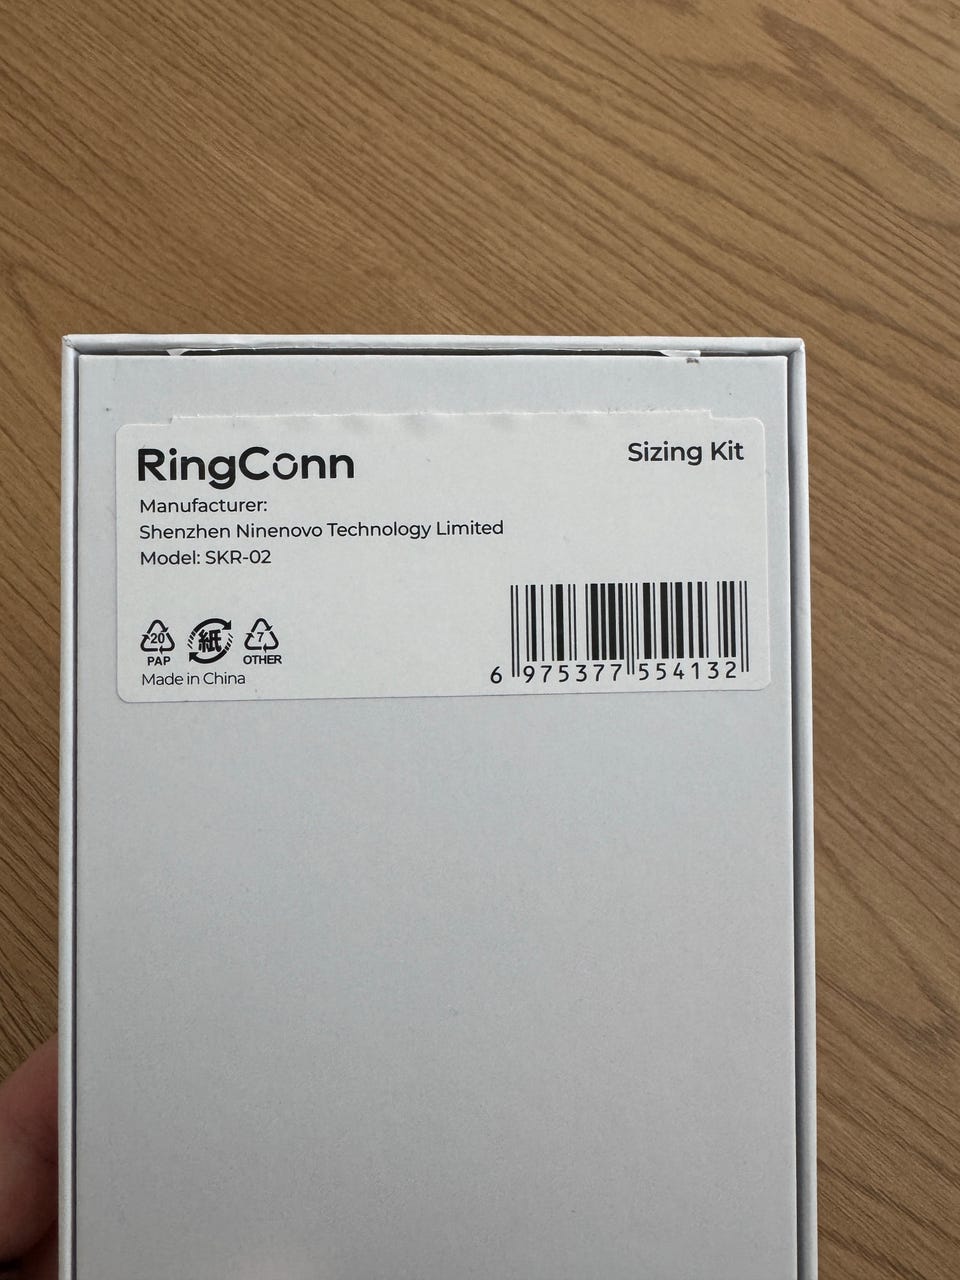 RingConn
Sizing Kit
Manufacturer:
Shenzhen Ninenovo Technology Limited
Model: SKR-02
20
PAP
紙
7
OTHER
Made in China
6 975377 554132